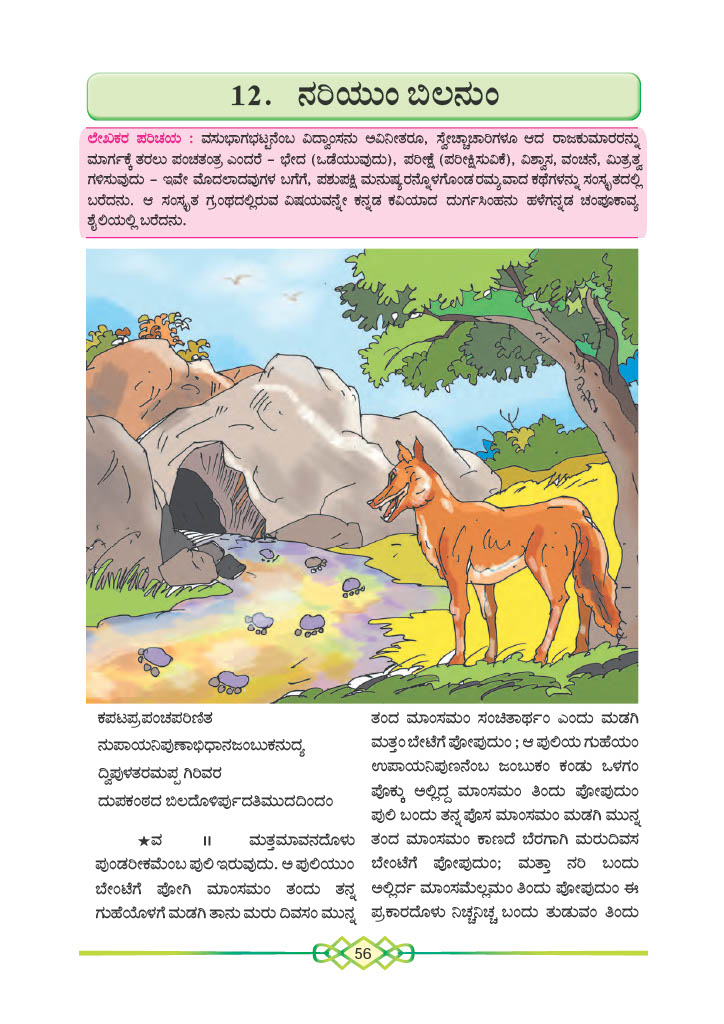 12. ನರಿಯುಂ ಬಿಲನುಂ
ಲೇಖಕರ ಪರಿಚಯ : ವಸುಭಾಗಭಟ್ಟನೆಂಬ ವಿದ್ವಾಂಸನು ಅವಿನೀತರೂ, ಸ್ವೇಚ್ಛಾಚಾರಿಗಳೂ ಆದ ರಾಜಕುಮಾರರನ್ನು
ಮಾರ್ಗಕ್ಕೆ ತರಲು ಪಂಚತಂತ್ರ ಎಂದರೆ – ಭೇದ (ಒಡೆಯುವುದು), ಪರೀಕ್ಷೆ (ಪರೀಕ್ಷಿಸುವಿಕೆ), ವಿಶ್ವಾಸ, ವಂಚನೆ, ಮಿತ್ರತ್ವ
ಗಳಿಸುವುದು – ಇವೇ ಮೊದಲಾದವುಗಳ ಬಗೆಗೆ, ಪಶುಪಕ್ಷಿ ಮನುಷ್ಯರನ್ನೊಳಗೊಂಡ ರಮ್ಯವಾದ ಕಥೆಗಳನ್ನು ಸಂಸ್ಕೃತದಲ್ಲಿ
ಬರೆದನು. ಆ ಸಂಸ್ಕೃತ ಗ್ರಂಥದಲ್ಲಿರುವ ವಿಷಯವನ್ನೇ ಕನ್ನಡ ಕವಿಯಾದ ದುರ್ಗಸಿಂಹನು ಹಳೆಗನ್ನಡ ಚಂಪೂಕಾವ್ಯ
ಶೈಲಿಯಲ್ಲಿ ಬರೆದನು.
ಕಪಟಪ್ರಪಂಚಪರಿಣಿತ
ನುಪಾಯನಿಪುಣಾಭಿಧಾನಜಂಬುಕನುದ್ಯ
ದ್ವಿಪುಳತರಮಪ್ಪ ಗಿರಿವರ
ದುಪಕಂಠದ ಬಿಲದೊಳಿರ್ಪುದತಿಮುದದಿಂದಂ
★ವ ॥ ಮತ್ತಮಾವನದೊಳು
ಪುಂಡರೀಕಮೆಂಬ ಪುಲಿ ಇರುವುದು. ಅ ಪುಲಿಯುಂ
ಬೇಂಟೆಗೆ ಪೋಗಿ ಮಾಂಸಮಂ ತಂದು ತನ್ನ
ಗುಹೆಯೊಳಗೆ ಮಡಗಿ ತಾನು ಮರು ದಿವಸಂ ಮುನ್ನ
ತಂದ ಮಾಂಸಮಂ ಸಂಚಿತಾರ್ಥಂ ಎಂದು ಮಡಗಿ
ಮತ್ತಂ ಬೇಟೆಗೆ ಪೋಪುದುಂ ; ಆ ಪುಲಿಯ ಗುಹೆಯಂ
ಉಪಾಯನಿಪುಣನೆಂಬ ಜಂಬುಕಂ ಕಂಡು ಒಳಗಂ
ಪೊಕ್ಕು ಅಲ್ಲಿದ್ದ ಮಾಂಸಮಂ ತಿಂದು ಪೋಪುದುಂ
ಪುಲಿ ಬಂದು ತನ್ನ ಪೊಸ ಮಾಂಸಮಂ ಮಡಗಿ ಮುನ್ನ
ತಂದ ಮಾಂಸಮಂ ಕಾಣದೆ ಬೆರಗಾಗಿ ಮರುದಿವಸ
ಬೇಂಟೆಗೆ ಪೋಪುದುಂ; ಮತ್ತಾ ನರಿ ಬಂದು
ಅಲ್ಲಿರ್ದ ಮಾಂಸಮೆಲ್ಲಮಂ ತಿಂದು ಪೋಪುದುಂ ಈ
ಪ್ರಕಾರದೊಳು ನಿಚ್ಚನಿಚ್ಚ ಬಂದು ತುಡುವಂ ತಿಂದು
56